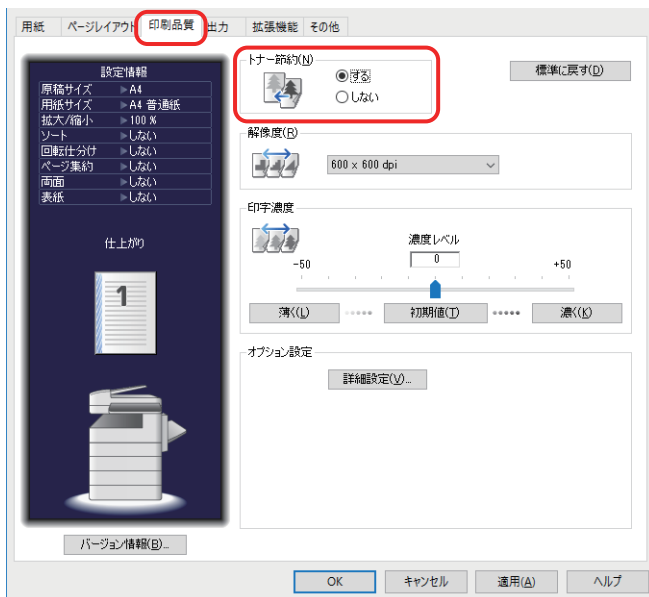 用紙 ページレイアウト 印刷品質 出力 拡張機能 その他
設定情報
原稿サイズ ▶A4
用紙サイズ ▶A4 普通紙
拡大/縮小 ▶100 %
ソート ▶しない
回転仕分け ▶しない
ページ集約 ▶しない
両面 ▶しない
表紙 ▶しない
仕上がり
1
バージョン情報(B)...
トナー節約(N)
する
しない
標準に戻す(D)
解像度(R)
600 x 600 dpi
印字濃度
濃度レベル
-50 0 +50
薄く(L) 初期値(T) 濃く(K)
オプション設定
詳細設定(V)...
OK キャンセル 適用(A) ヘルプ